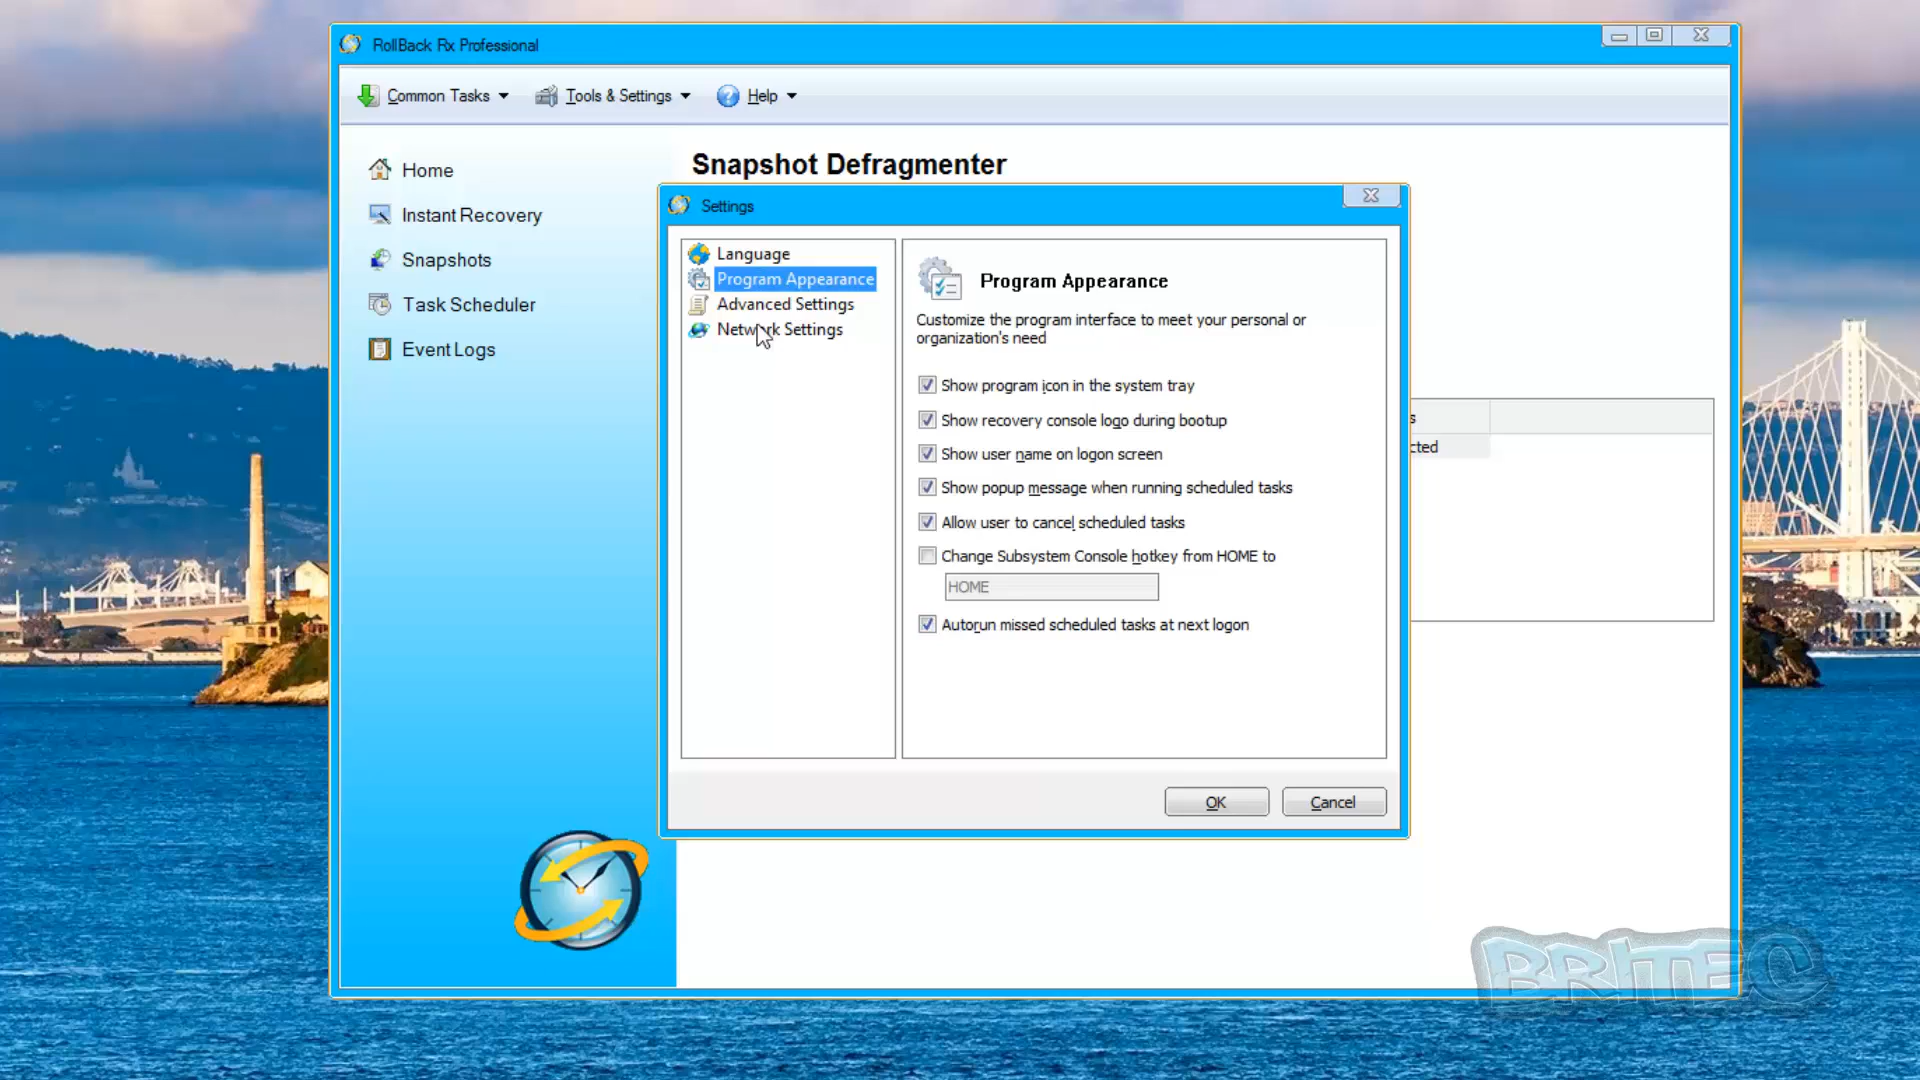 RollBack Rx Professional
Common Tasks
Tools & Settings
Help
Home
Instant Recovery
Snapshots
Task Scheduler
Event Logs
Snapshot Defragmenter
Settings
Language
Program Appearance
Advanced Settings
Network Settings
Program Appearance
Customize the program interface to meet your personal or
organization's need
Show program icon in the system tray
Show recovery console logo during bootup
Show user name on logon screen
Show popup message when running scheduled tasks
Allow user to cancel scheduled tasks
Change Subsystem Console hotkey from HOME to
HOME
Autorun missed scheduled tasks at next logon
OK
Cancel
s
cted
BRITEC